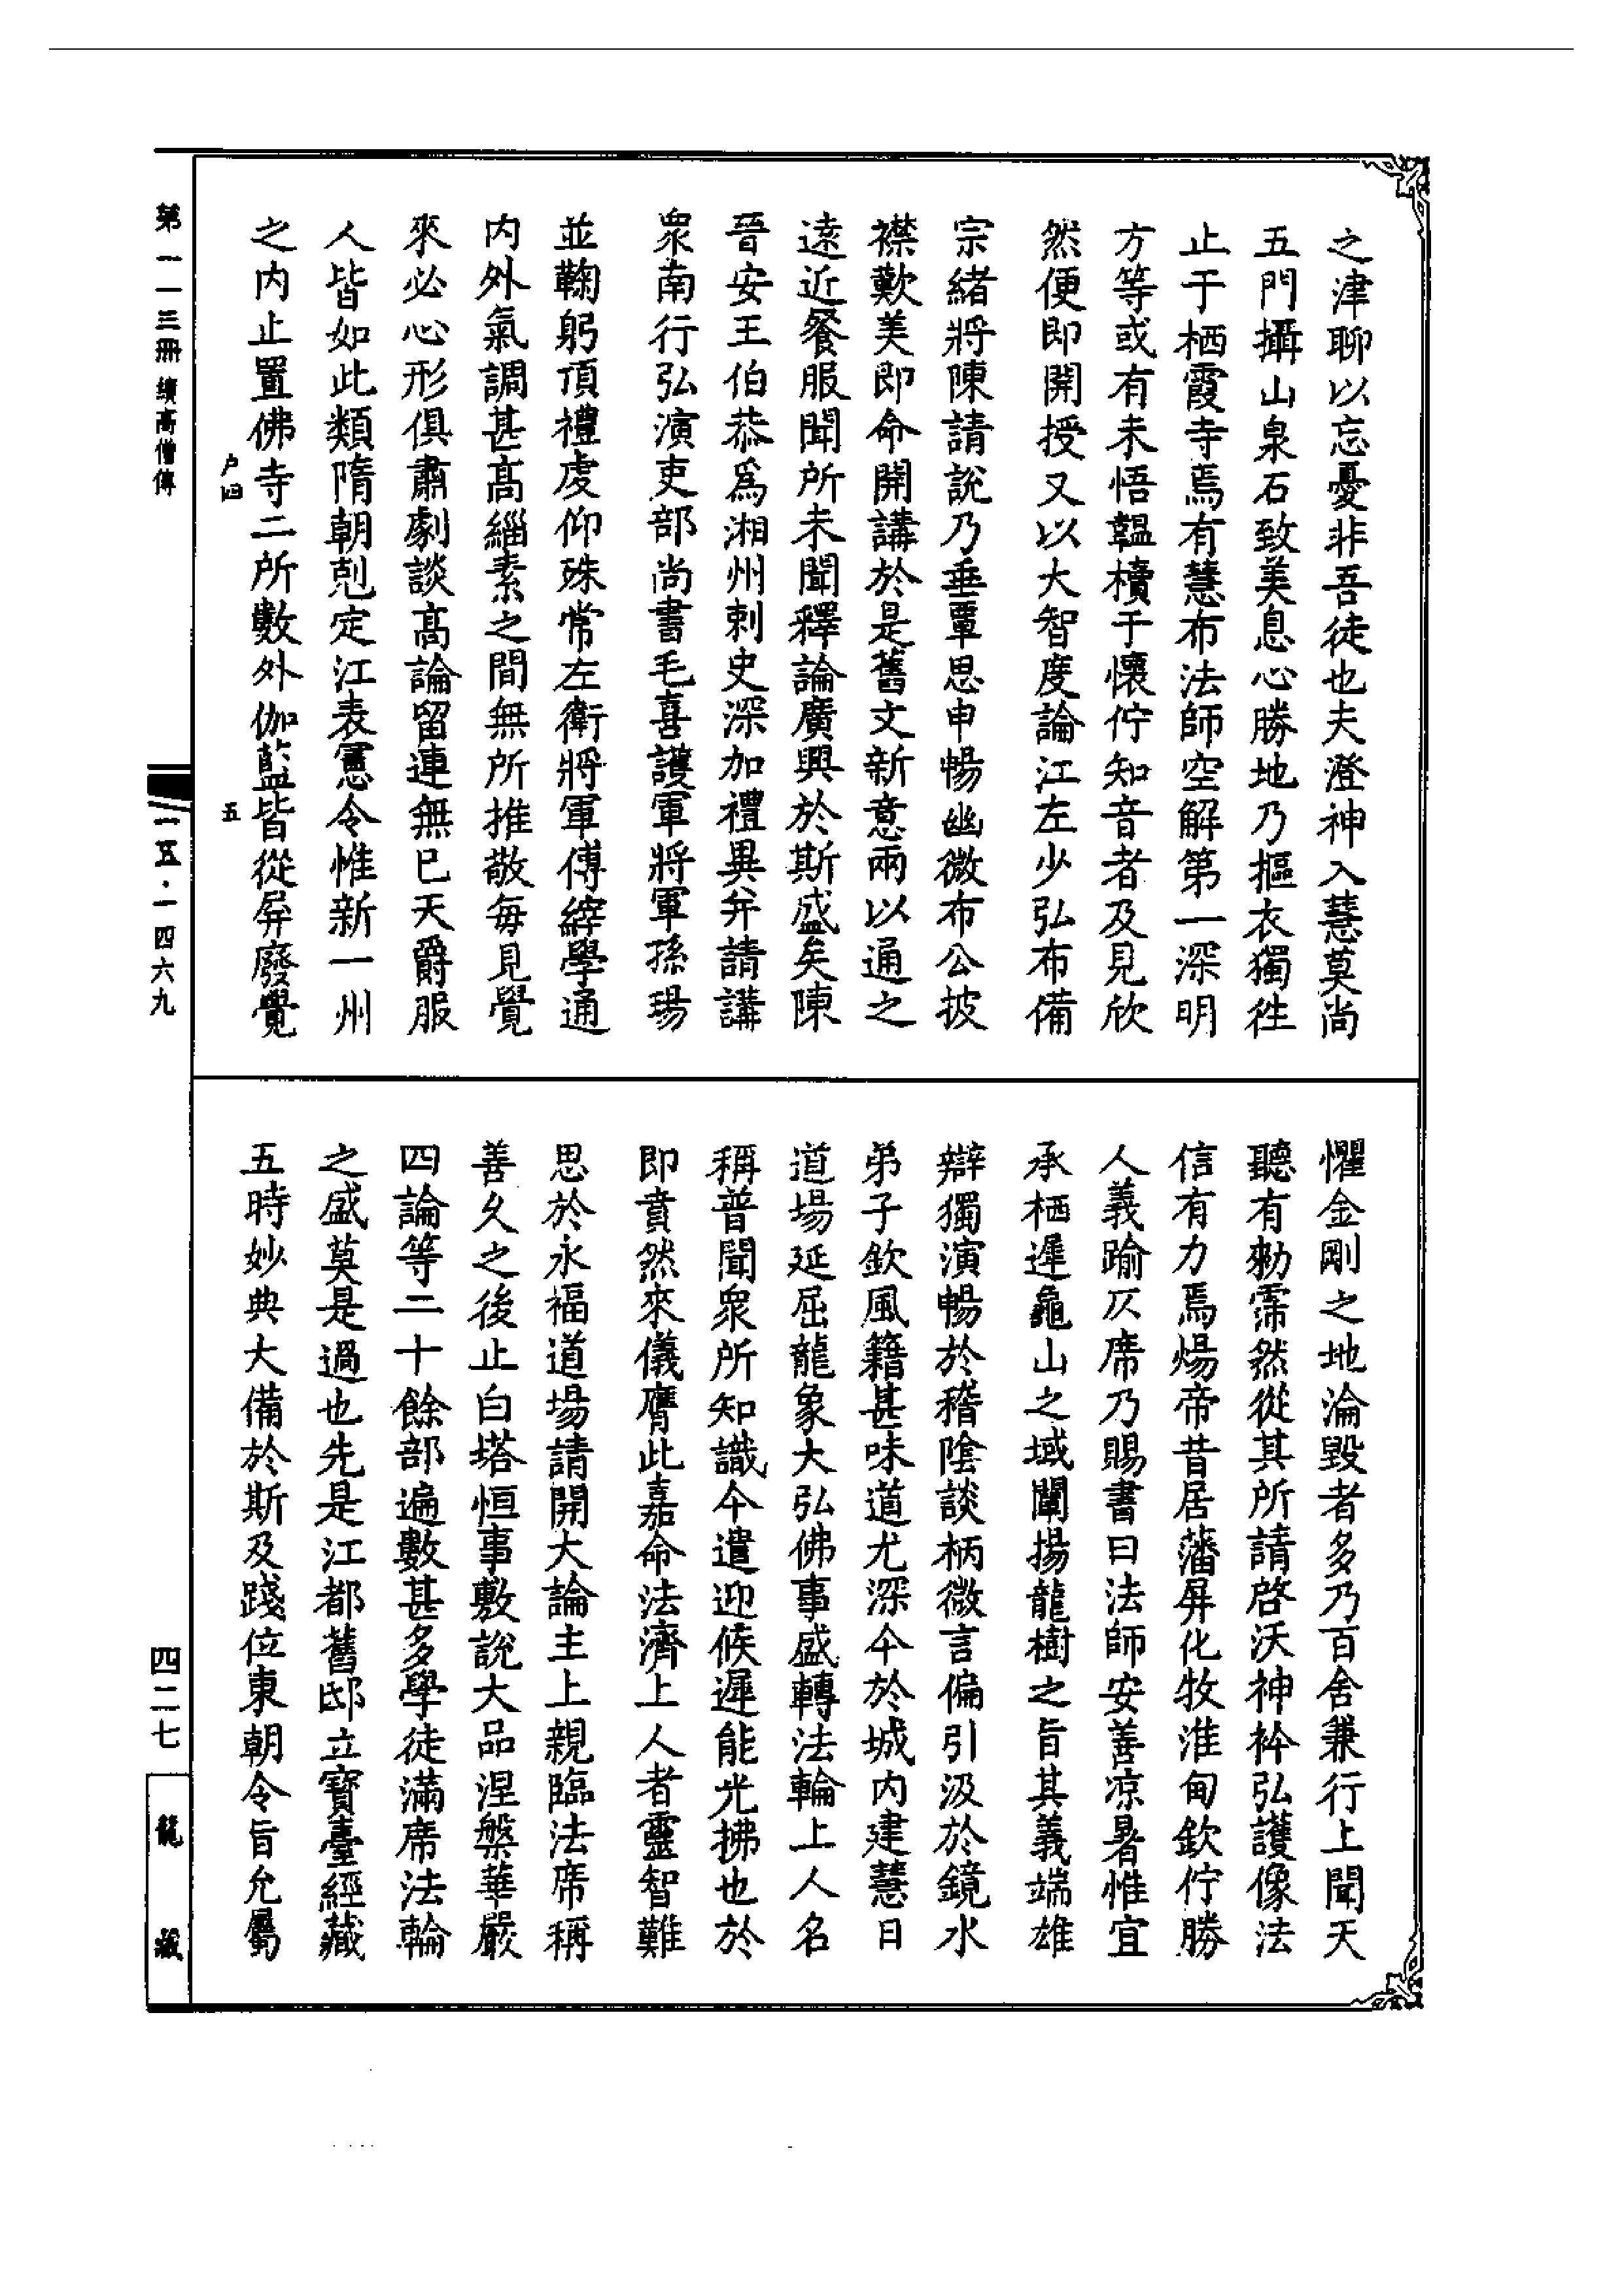 之津聊以忘憂非吾徒也夫澄神入慧莫尚
五門攝山泉石致美息心勝地乃摳衣獨徃
止于栖霞寺焉有慧布法師空解第一深明
方等或有未悟韞櫝于懷佇知音者及見欣
然便即開授又以大智度論江左少弘布備
宗緒將陳請説乃垂覃思申暢幽微布公披
襟歎美即命開講於是舊文新意兩以通之
遠近餐服聞所未聞釋論廣興於斯盛矣陳
晉安王伯恭爲湘州刺史深加禮異并請講
衆南行弘演吏部尚書毛喜護軍將軍孫瑒
並鞠躬頂禮虔仰殊常左衛將軍傅縡學通
内外氣調甚髙緇素之間無所推敬每見覺
來必心形俱肅劇談髙論留連無已天爵服
人皆如此類隋朝剋定江表憲令惟新一州
之内止置佛寺二所數外伽藍皆從屏廢覺
户四
五
懼金剛之地淪毀者多乃百舍兼行上聞天
聽有勑霈然從其所請啓沃神衿弘護像法
信有力焉煬帝昔居藩屏化牧淮甸欽佇勝
人義踰仄席乃賜書曰法師安善凉暑惟宜
承栖遲龜山之域闡揚龍樹之旨其義端雄
辯獨演暢於稽陰談柄微言偏引汲於鏡水
弟子欽風籍甚味道尤深今於城内建慧日
道場延屈龍象大弘佛事盛轉法輪上人名
稱普聞衆所知識今遣迎候遲能光拂也於
即賁然來儀膺此嘉命法濟上人者靈智難
思於永福道場請開大論主上親臨法席稱
善久之後止白塔恒事敷説大品涅槃華嚴
四論等二十餘部遍數甚多學徒滿席法輪
之盛莫是過也先是江都舊邸立寳臺經藏
五時妙典大備於斯及踐位東朝令旨允屬
第一一三册 續高僧傳
一五·一四六九
四二七
龍藏